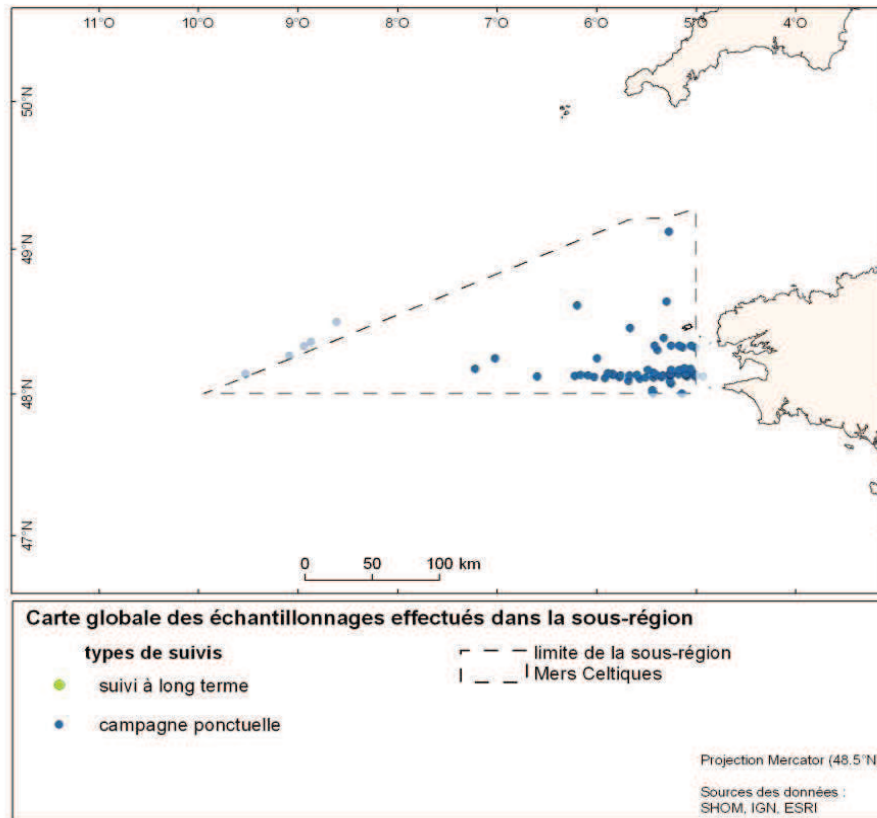 11°O 10°O 9°O 8°O 7°O 6°O 5°O 4°O
50°N
49°N
48°N
47°N
0 50 100 km
Carte globale des échantillonnages effectués dans la sous-région
types de suivis
suivi à long terme
campagne ponctuelle
limite de la sous-région
Mers Celtiques
Projection Mercator (48.5°N)
Sources des données :
SHOM, IGN, ESRI